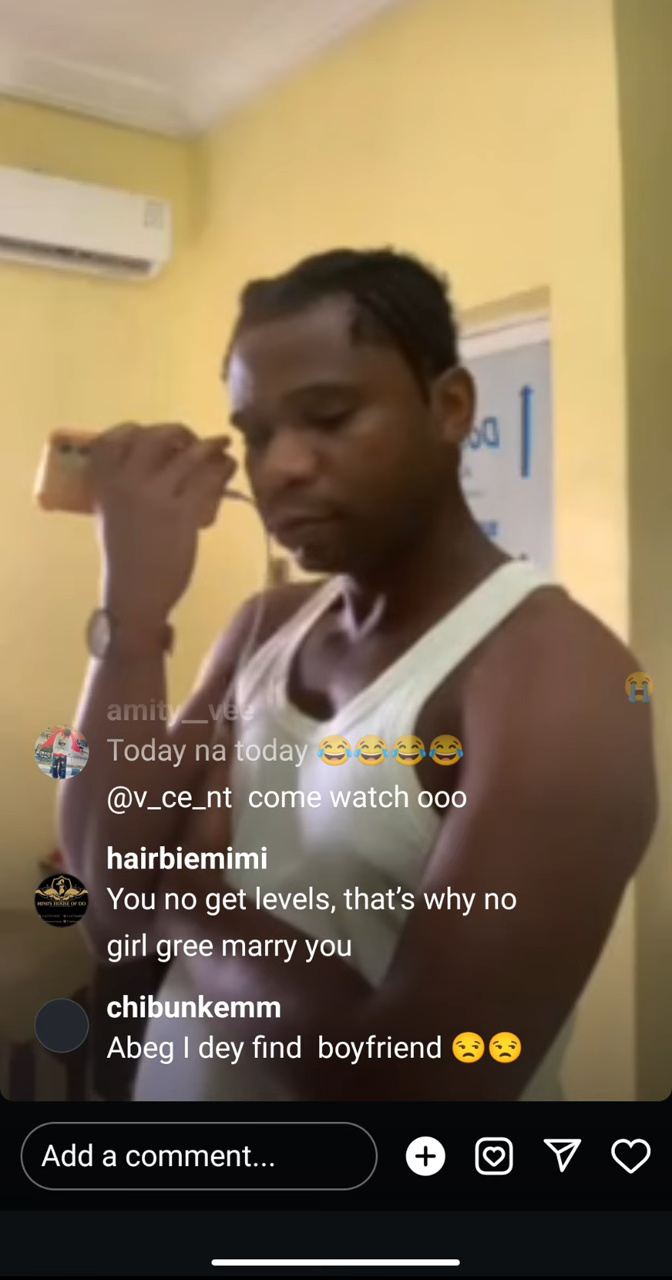 amity__vee
Today na today 😂😂😂😂
@v_ce_nt come watch ooo
hairbiemimi
You no get levels, that’s why no
girl gree marry you
chibunkemm
Abeg I dey find boyfriend 😒😒
Add a comment...